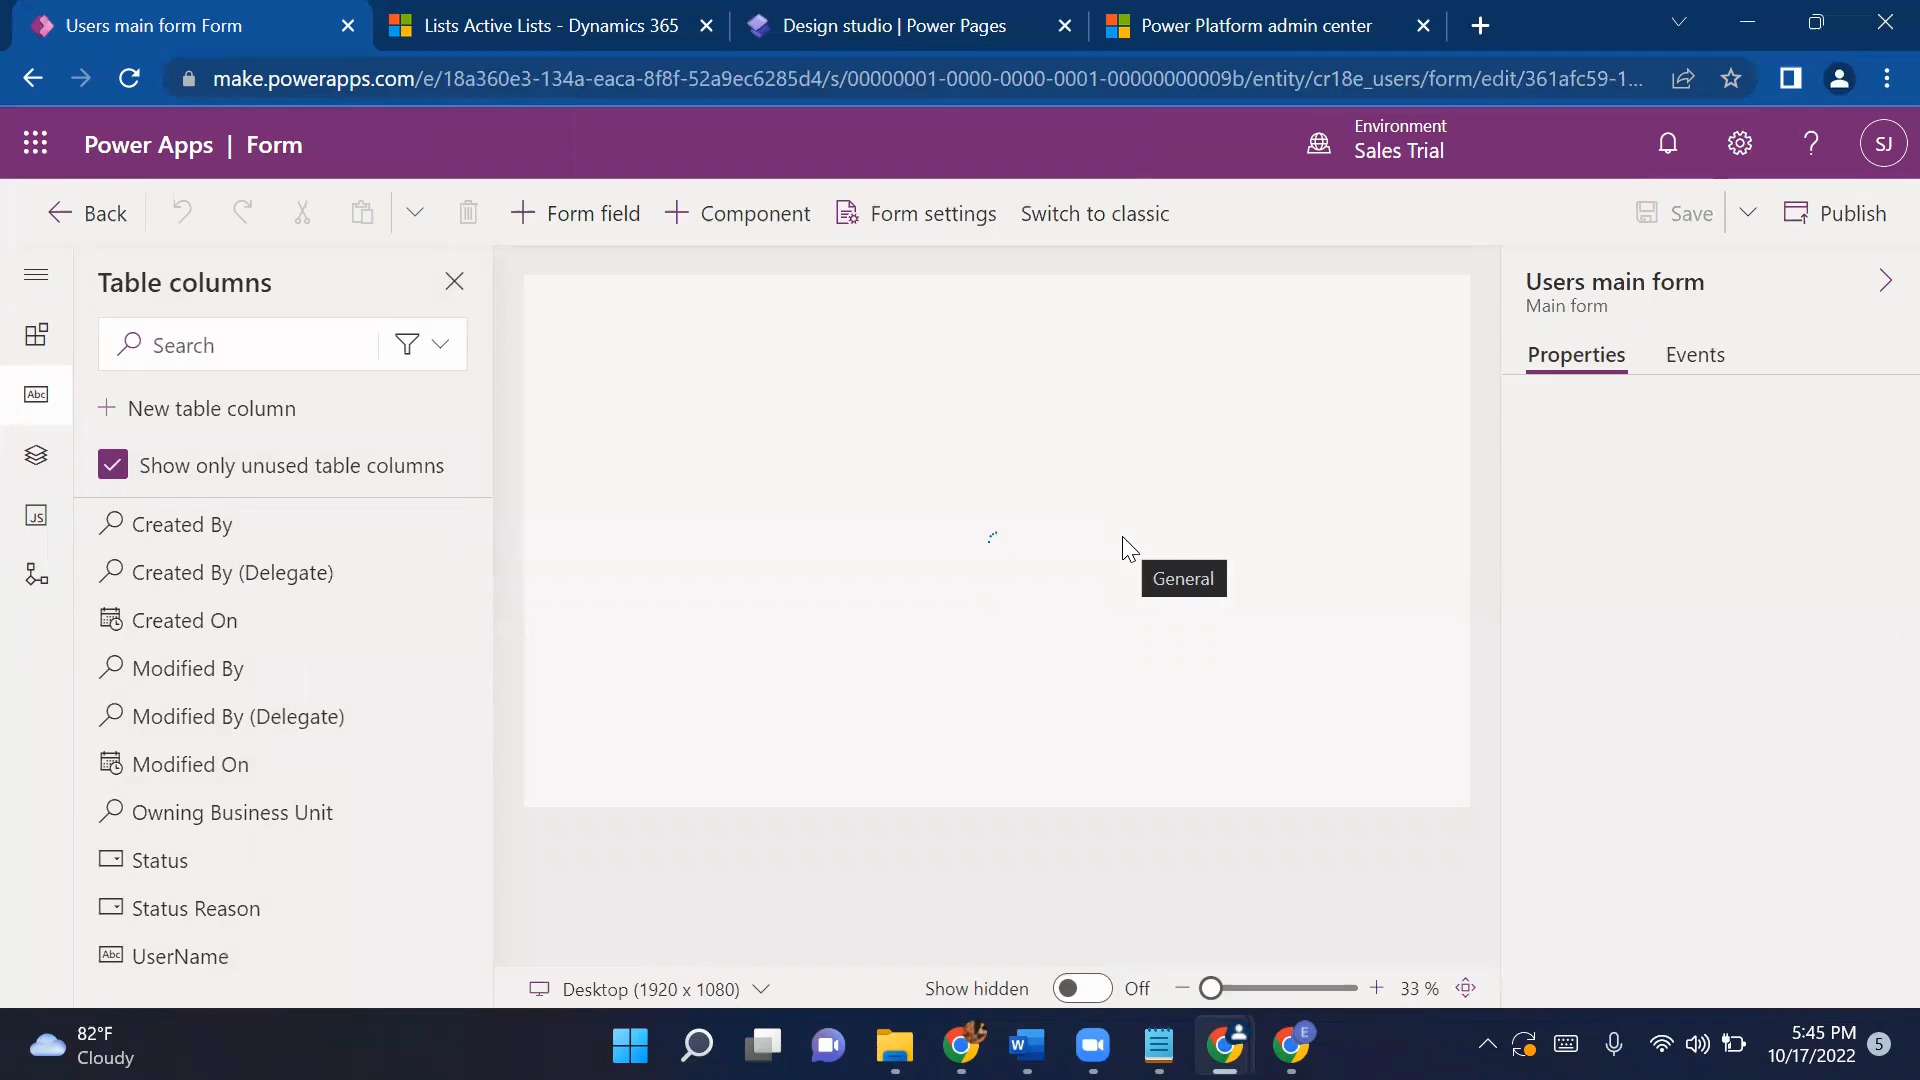 Users main form Form
Lists Active Lists - Dynamics 365
Design studio | Power Pages
Power Platform admin center
make.powerapps.com/e/18a360e3-134a-eaca-8f8f-52a9ec6285d4/s/00000001-0000-0000-0001-00000000009b/entity/cr18e_users/form/edit/361afc59-1...
Power Apps | Form
Environment
Sales Trial
SJ
Back
Form field
Component
Form settings
Switch to classic
Save
Publish
Table columns
Search
New table column
Show only unused table columns
Abc
JS
Created By
Created By (Delegate)
Created On
Modified By
Modified By (Delegate)
Modified On
Owning Business Unit
Status
Status Reason
Abc UserName
General
Users main form
Main form
Properties
Events
Desktop (1920 x 1080)
Show hidden
Off
33 %
82°F
Cloudy
W
E
5:45 PM
10/17/2022
5